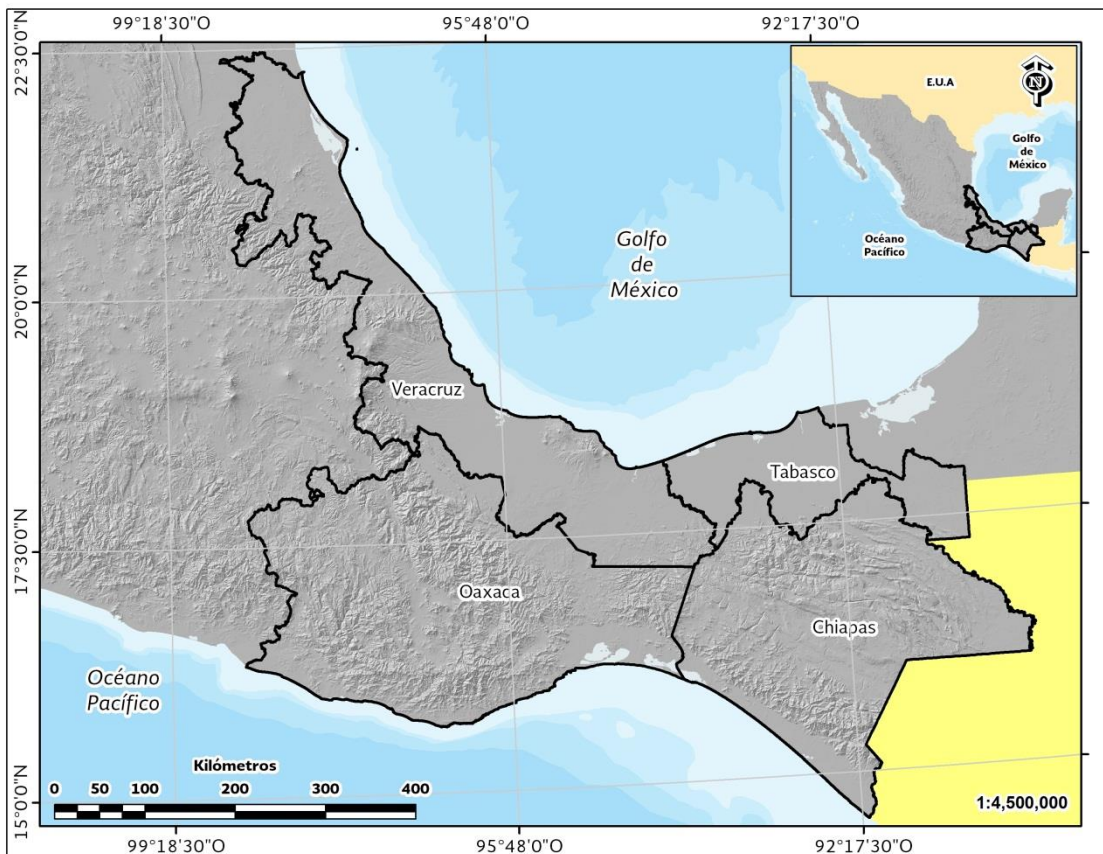 99°18'30"O
95°48'0"O
92°17'30"O
22°30'0"N
20°0'0"N
17°30'0"N
15°0'0"N
E.U.A
N
Golfo
de
México
Océano
Pacífico
Golfo
de
México
Veracruz
Tabasco
Oaxaca
Chiapas
Océano
Pacífico
Kilómetros
0 50 100 200 300 400
1:4,500,000
99°18'30"O
95°48'0"O
92°17'30"O